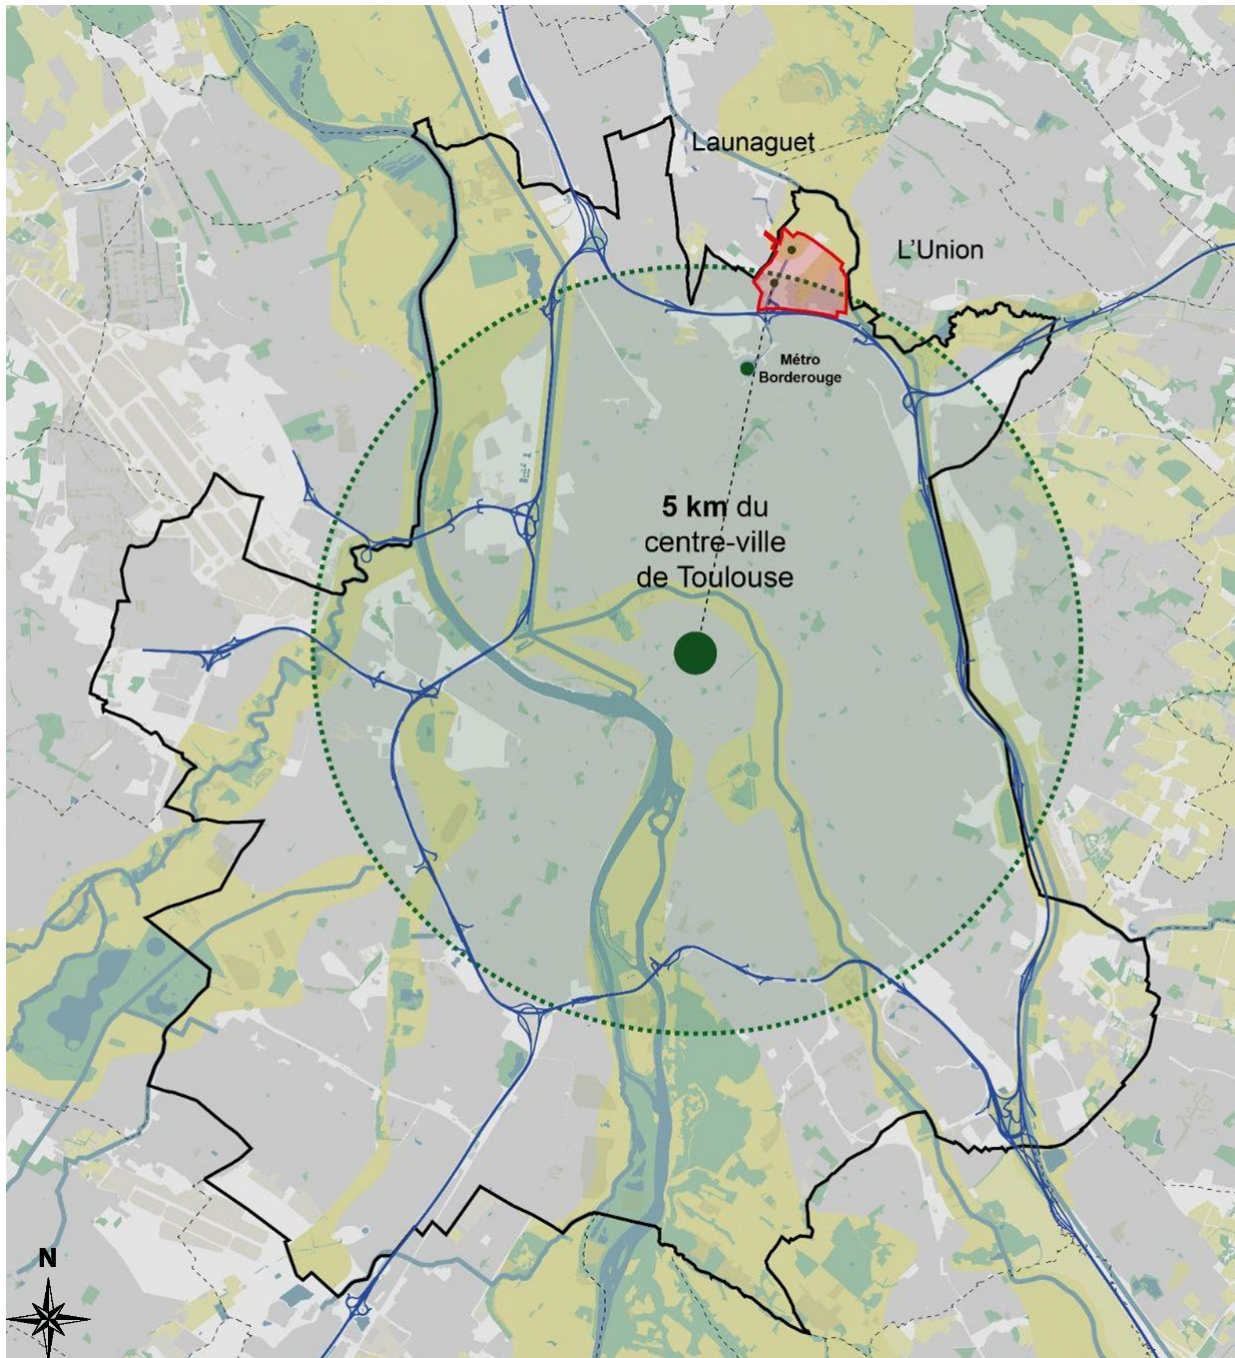 Launaguet
L'Union
Métro
Borderouge
5 km du
centre-ville
de Toulouse
N